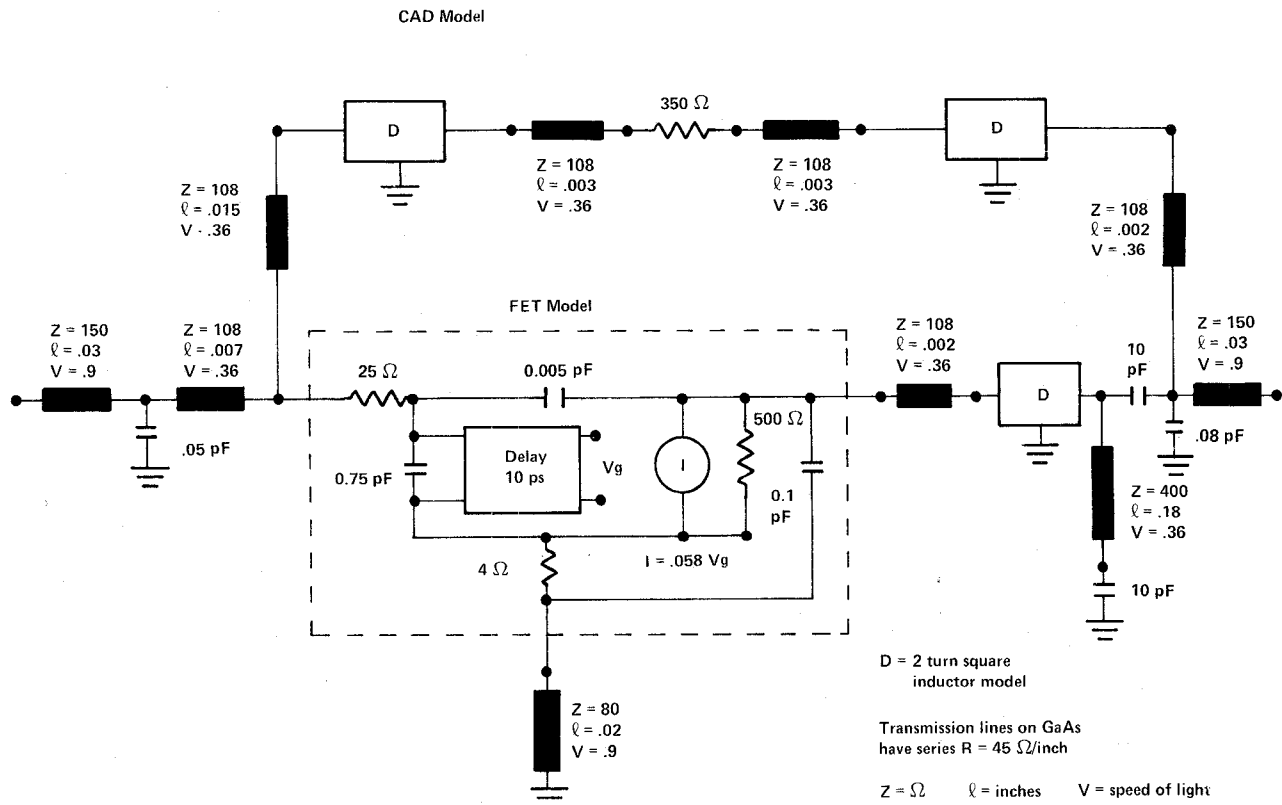 CAD Model
D
350 Ω
D
Z = 108
ℓ = .015
V - .36
Z = 108
ℓ = .003
V = .36
Z = 108
ℓ = .003
V = .36
Z = 108
ℓ = .002
V = .36
FET Model
Z = 150
ℓ = .03
V = .9
Z = 108
ℓ = .007
V = .36
25 Ω
0.005 pF
Z = 108
ℓ = .002
V = .36
10
pF
Z = 150
ℓ = .03
V = .9
.05 pF
0.75 pF
Delay
10 ps
Vg
I
500 Ω
0.1
pF
D
.08 pF
Z = 400
ℓ = .18
V = .36
4 Ω
I = .058 Vg
10 pF
Z = 80
ℓ = .02
V = .9
D = 2 turn square
inductor model
Transmission lines on GaAs
have series R = 45 Ω/inch
Z = Ω ℓ = inches V = speed of light